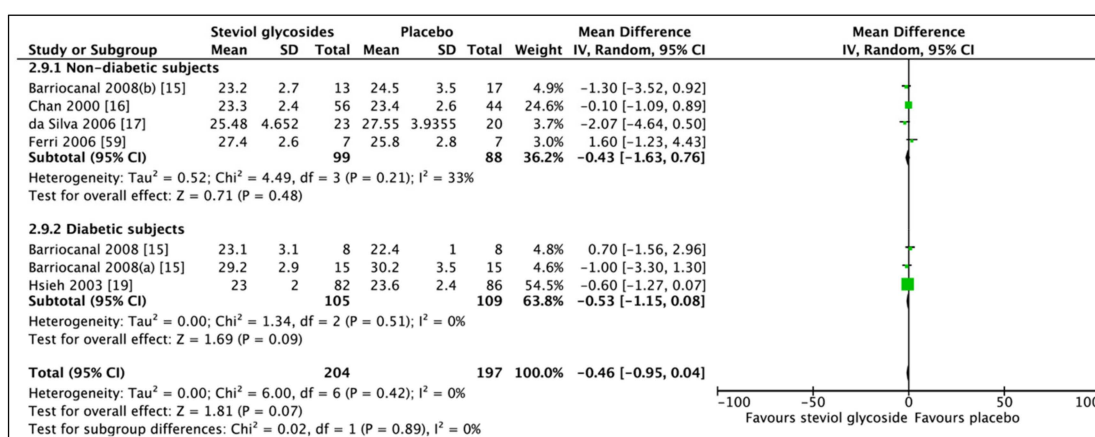 Steviol glycosides Placebo Mean Difference Mean Difference
Study or Subgroup Mean SD Total Mean SD Total Weight IV, Random, 95% CI IV, Random, 95% CI
2.9.1 Non-diabetic subjects
Barriocanal 2008(b) [15] 23.2 2.7 13 24.5 3.5 17 4.9% −1.30 [−3.52, 0.92]
Chan 2000 [16] 23.3 2.4 56 23.4 2.6 44 24.6% −0.10 [−1.09, 0.89]
da Silva 2006 [17] 25.48 4.652 23 27.55 3.9355 20 3.7% −2.07 [−4.64, 0.50]
Ferri 2006 [59] 27.4 2.6 7 25.8 2.8 7 3.0% 1.60 [−1.23, 4.43]
Subtotal (95% CI) 99 88 36.2% −0.43 [−1.63, 0.76]
Heterogeneity: Tau² = 0.52; Chi² = 4.49, df = 3 (P = 0.21); I² = 33%
Test for overall effect: Z = 0.71 (P = 0.48)
2.9.2 Diabetic subjects
Barriocanal 2008 [15] 23.1 3.1 8 22.4 1 8 4.8% 0.70 [−1.56, 2.96]
Barriocanal 2008(a) [15] 29.2 2.9 15 30.2 3.5 15 4.6% −1.00 [−3.30, 1.30]
Hsieh 2003 [19] 23 2 82 23.6 2.4 86 54.5% −0.60 [−1.27, 0.07]
Subtotal (95% CI) 105 109 63.8% −0.53 [−1.15, 0.08]
Heterogeneity: Tau² = 0.00; Chi² = 1.34, df = 2 (P = 0.51); I² = 0%
Test for overall effect: Z = 1.69 (P = 0.09)
Total (95% CI) 204 197 100.0% −0.46 [−0.95, 0.04]
Heterogeneity: Tau² = 0.00; Chi² = 6.00, df = 6 (P = 0.42); I² = 0%
Test for overall effect: Z = 1.81 (P = 0.07)
Test for subgroup differences: Chi² = 0.02, df = 1 (P = 0.89), I² = 0%
−100 −50 0 50 100
Favours steviol glycoside Favours placebo